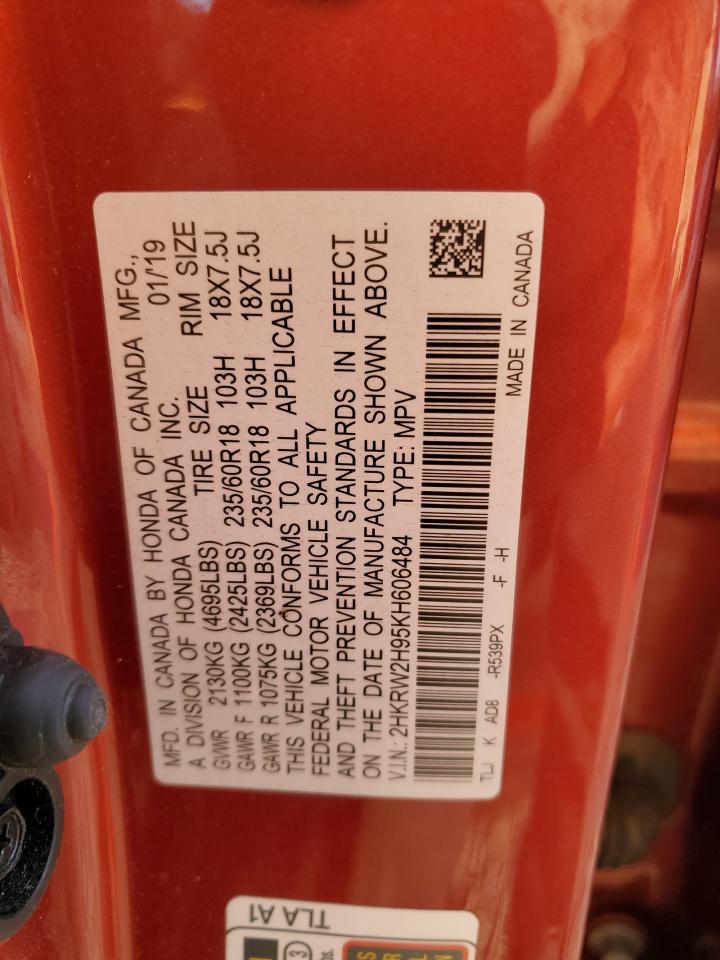 MFD. IN CANADA BY HONDA OF CANADA MFG.,
A DIVISION OF HONDA CANADA INC. 01/'19
GVWR 2130KG (4695LBS) TIRE SIZE RIM SIZE
GAWR F 1100KG (2425LBS) 235/60R18 103H 18X7.5J
GAWR R 1075KG (2369LBS) 235/60R18 103H 18X7.5J
THIS VEHICLE CONFORMS TO ALL APPLICABLE
FEDERAL MOTOR VEHICLE SAFETY
AND THEFT PREVENTION STANDARDS IN EFFECT
ON THE DATE OF MANUFACTURE SHOWN ABOVE.
V.I.N.: 2HKRW2H95KH606484 TYPE: MPV
TLJ K AD8 -R539PX -F -H MADE IN CANADA
TLA A1